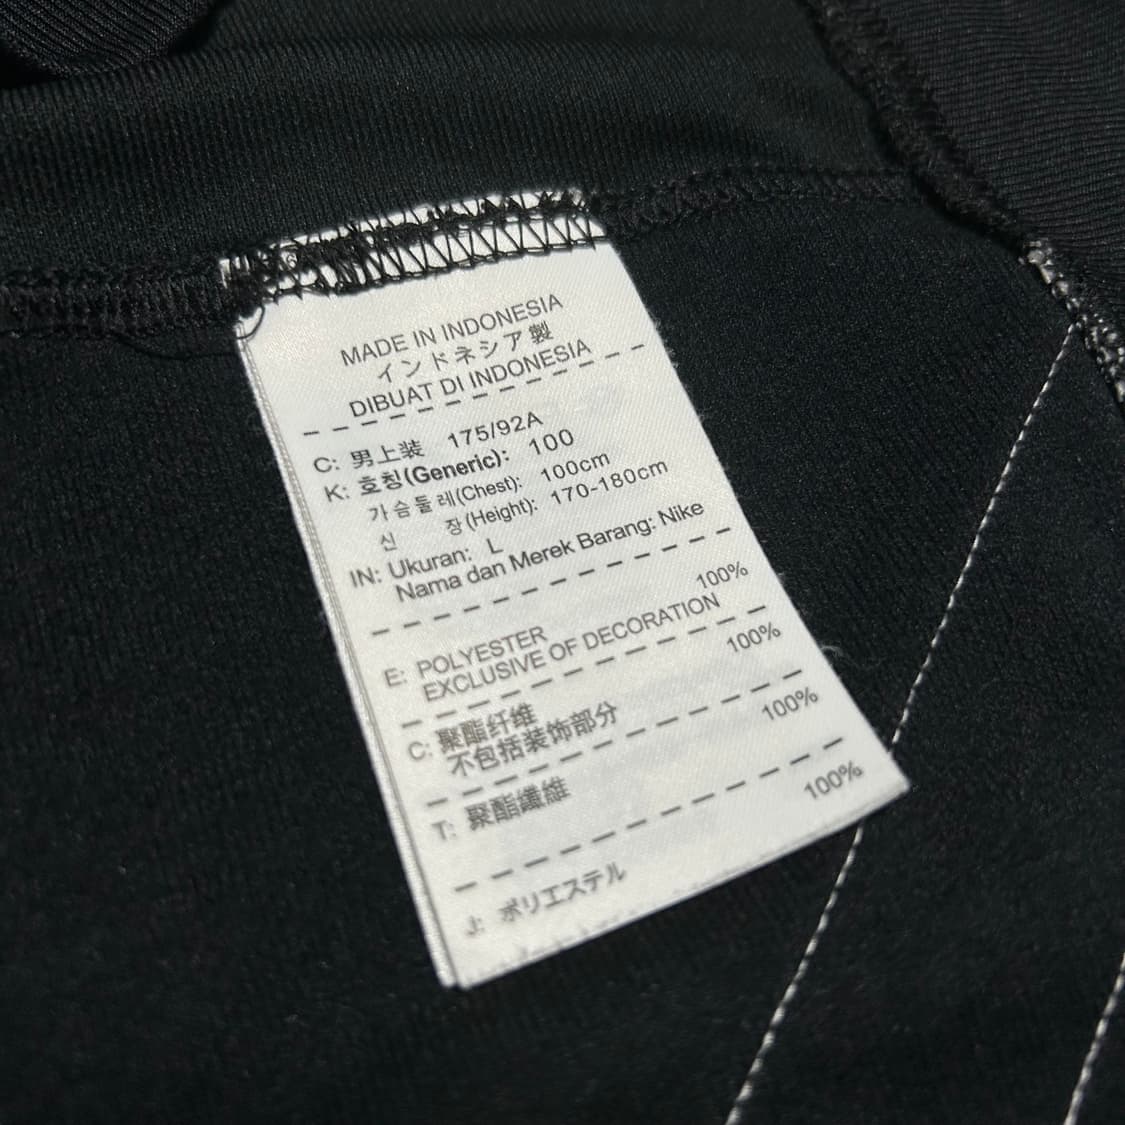 MADE IN INDONESIA
インドネシア製
DIBUAT DI INDONESIA
C: 男上装 175/92A
K: 호칭(Generic): 100
가슴둘레(Chest): 100cm
신 장(Height): 170-180cm
IN: Ukuran: L
Nama dan Merek Barang: Nike
100%
E: POLYESTER
EXCLUSIVE OF DECORATION
100%
C: 聚酯纤维
不包括装饰部分
100%
T: 聚酯纖維
100%
J: ポリエステル